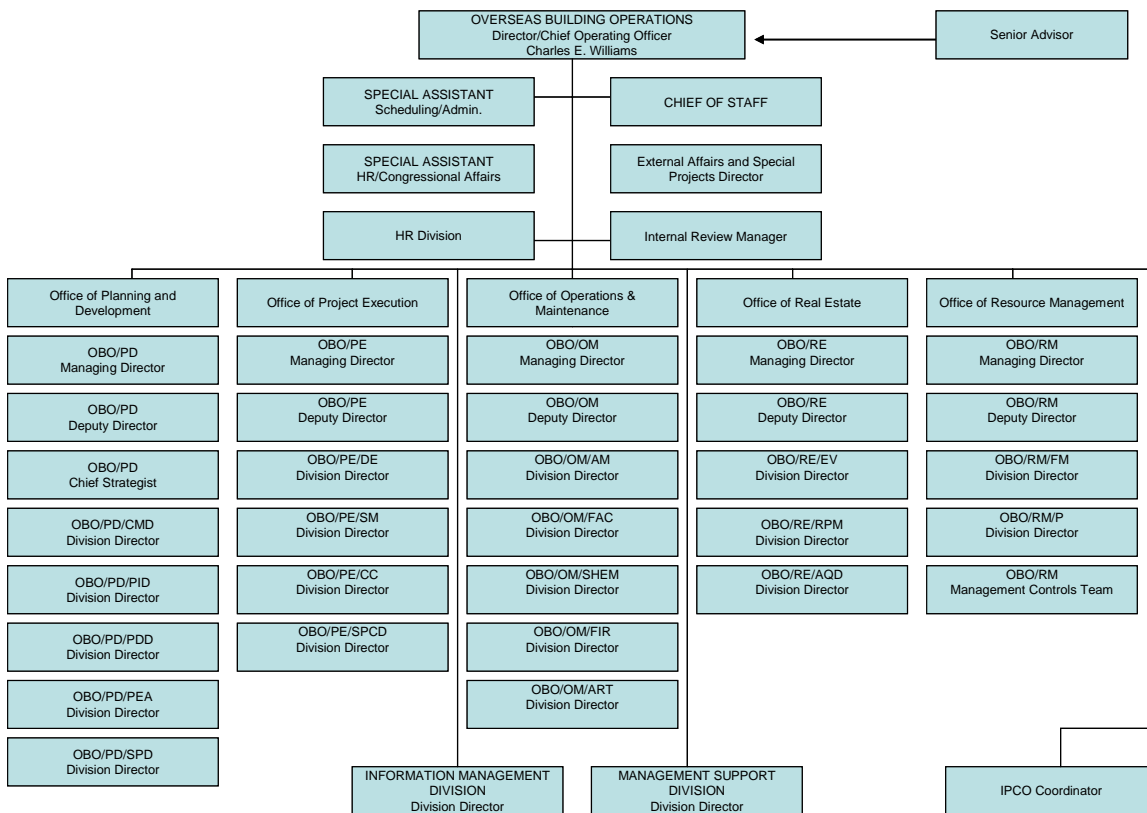 OVERSEAS BUILDING OPERATIONS
Director/Chief Operating Officer
Charles E. Williams
Senior Advisor
SPECIAL ASSISTANT
Scheduling/Admin.
CHIEF OF STAFF
SPECIAL ASSISTANT
HR/Congressional Affairs
External Affairs and Special
Projects Director
HR Division
Internal Review Manager
Office of Planning and
Development
Office of Project Execution
Office of Operations &
Maintenance
Office of Real Estate
Office of Resource Management
OBO/PD
Managing Director
OBO/PE
Managing Director
OBO/OM
Managing Director
OBO/RE
Managing Director
OBO/RM
Managing Director
OBO/PD
Deputy Director
OBO/PE
Deputy Director
OBO/OM
Deputy Director
OBO/RE
Deputy Director
OBO/RM
Deputy Director
OBO/PD
Chief Strategist
OBO/PE/DE
Division Director
OBO/OM/AM
Division Director
OBO/RE/EV
Division Director
OBO/RM/FM
Division Director
OBO/PD/CMD
Division Director
OBO/PE/SM
Division Director
OBO/OM/FAC
Division Director
OBO/RE/RPM
Division Director
OBO/RM/P
Division Director
OBO/PD/PID
Division Director
OBO/PE/CC
Division Director
OBO/OM/SHEM
Division Director
OBO/RE/AQD
Division Director
OBO/RM
Management Controls Team
OBO/PD/PDD
Division Director
OBO/PE/SPCD
Division Director
OBO/OM/FIR
Division Director
OBO/PD/PEA
Division Director
OBO/OM/ART
Division Director
OBO/PD/SPD
Division Director
INFORMATION MANAGEMENT
DIVISION
Division Director
MANAGEMENT SUPPORT
DIVISION
Division Director
IPCO Coordinator